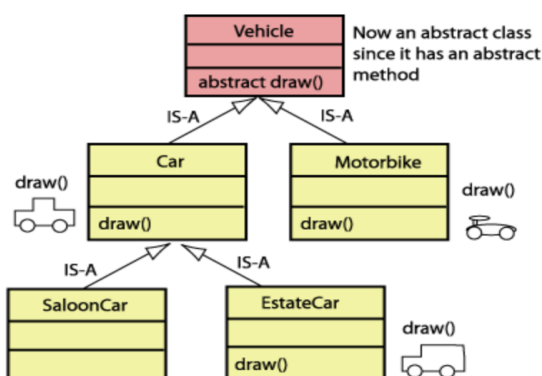 Vehicle
Now an abstract class
since it has an abstract
method
abstract draw()
IS-A
IS-A
Car
Motorbike
draw()
draw()
draw()
draw()
IS-A
IS-A
SaloonCar
EstateCar
draw()
draw()